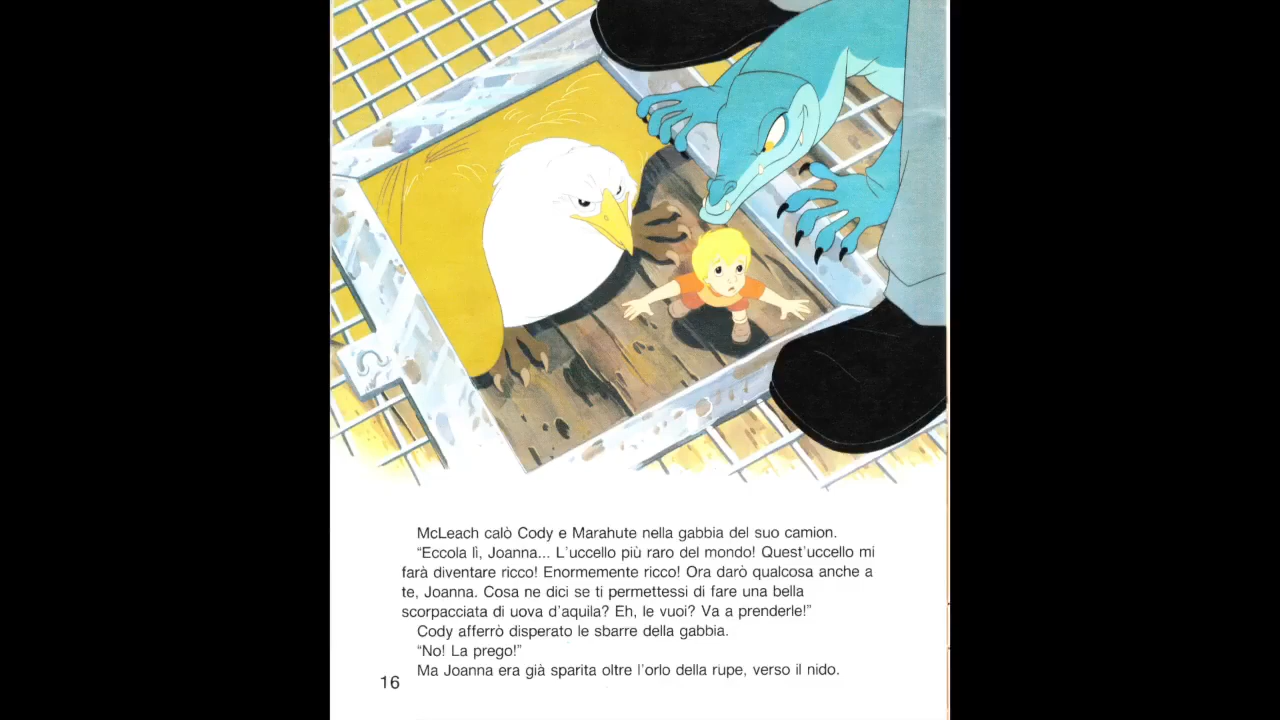 McLeach calò Cody e Marahute nella gabbia del suo camion.
“Eccola lì, Joanna... L’uccello più raro del mondo! Quest’uccello mi
farà diventare ricco! Enormemente ricco! Ora darò qualcosa anche a
te, Joanna. Cosa ne dici se ti permettessi di fare una bella
scorpacciata di uova d’aquila? Eh, le vuoi? Va a prenderle!”
Cody afferrò disperato le sbarre della gabbia.
“No! La prego!”
Ma Joanna era già sparita oltre l’orlo della rupe, verso il nido.
16